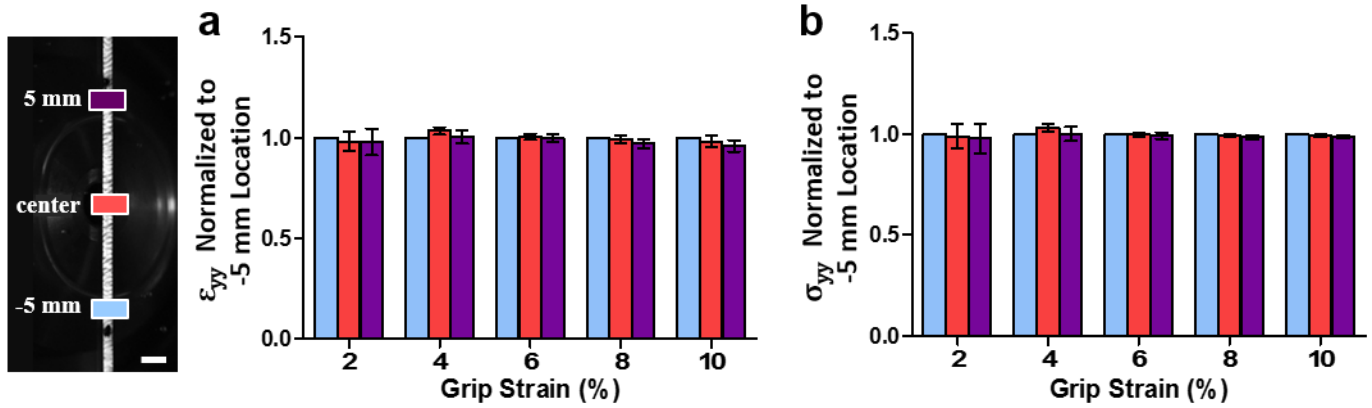 5 mm
center
-5 mm
a
1.5
1.0
0.5
0.0
εyy Normalized to
-5 mm Location
2 4 6 8 10
Grip Strain (%)
b
1.5
1.0
0.5
0.0
σyy Normalized to
-5 mm Location
2 4 6 8 10
Grip Strain (%)